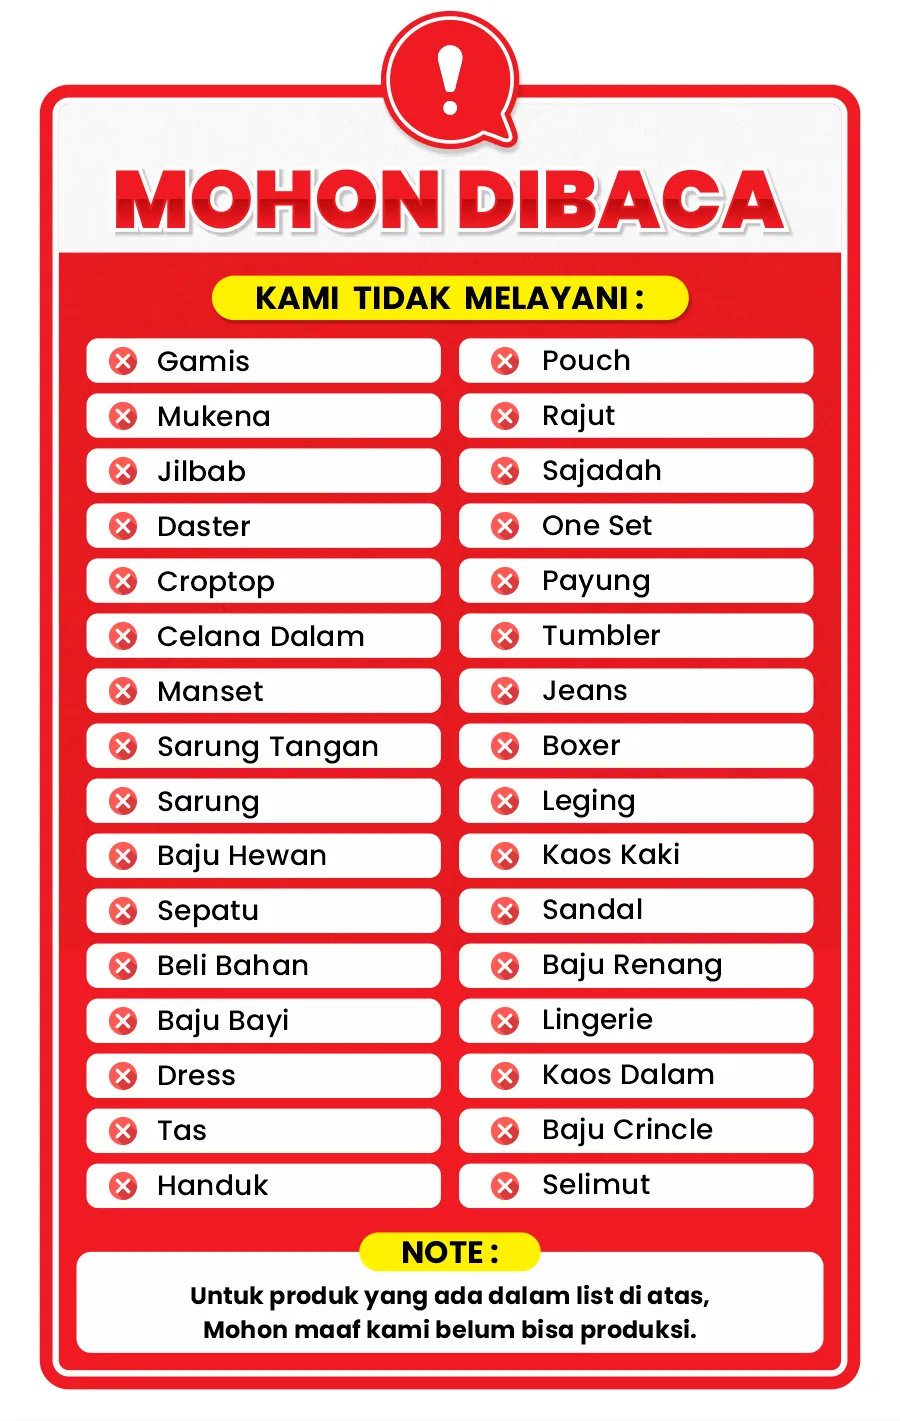 MOHON DIBACA
KAMI TIDAK MELAYANI :
Gamis
Mukena
Jilbab
Daster
Croptop
Celana Dalam
Manset
Sarung Tangan
Sarung
Baju Hewan
Sepatu
Beli Bahan
Baju Bayi
Dress
Tas
Handuk
Pouch
Rajut
Sajadah
One Set
Payung
Tumbler
Jeans
Boxer
Leging
Kaos Kaki
Sandal
Baju Renang
Lingerie
Kaos Dalam
Baju Crincle
Selimut
NOTE :
Untuk produk yang ada dalam list di atas,
Mohon maaf kami belum bisa produksi.